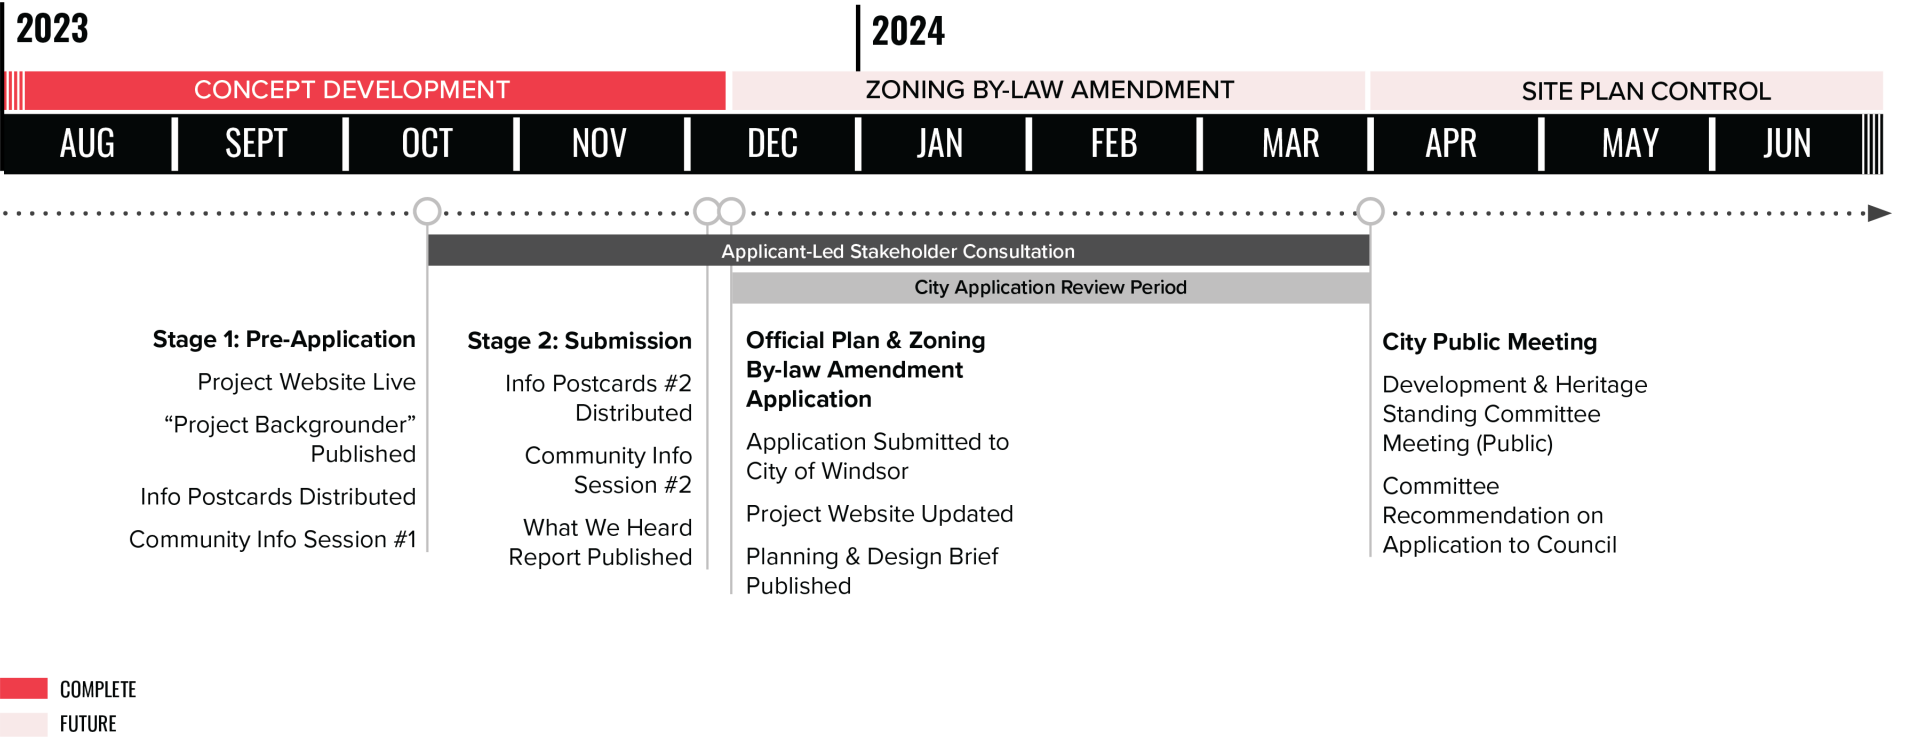 2023
2024
CONCEPT DEVELOPMENT
ZONING BY-LAW AMENDMENT
SITE PLAN CONTROL
AUG
SEPT
OCT
NOV
DEC
JAN
FEB
MAR
APR
MAY
JUN
Applicant-Led Stakeholder Consultation
City Application Review Period
Stage 1: Pre-Application
Project Website Live
“Project Backgrounder”
Published
Info Postcards Distributed
Community Info Session #1
Stage 2: Submission
Info Postcards #2
Distributed
Community Info
Session #2
What We Heard
Report Published
Official Plan & Zoning
By-law Amendment
Application
Application Submitted to
City of Windsor
Project Website Updated
Planning & Design Brief
Published
City Public Meeting
Development & Heritage
Standing Committee
Meeting (Public)
Committee
Recommendation on
Application to Council
COMPLETE
FUTURE